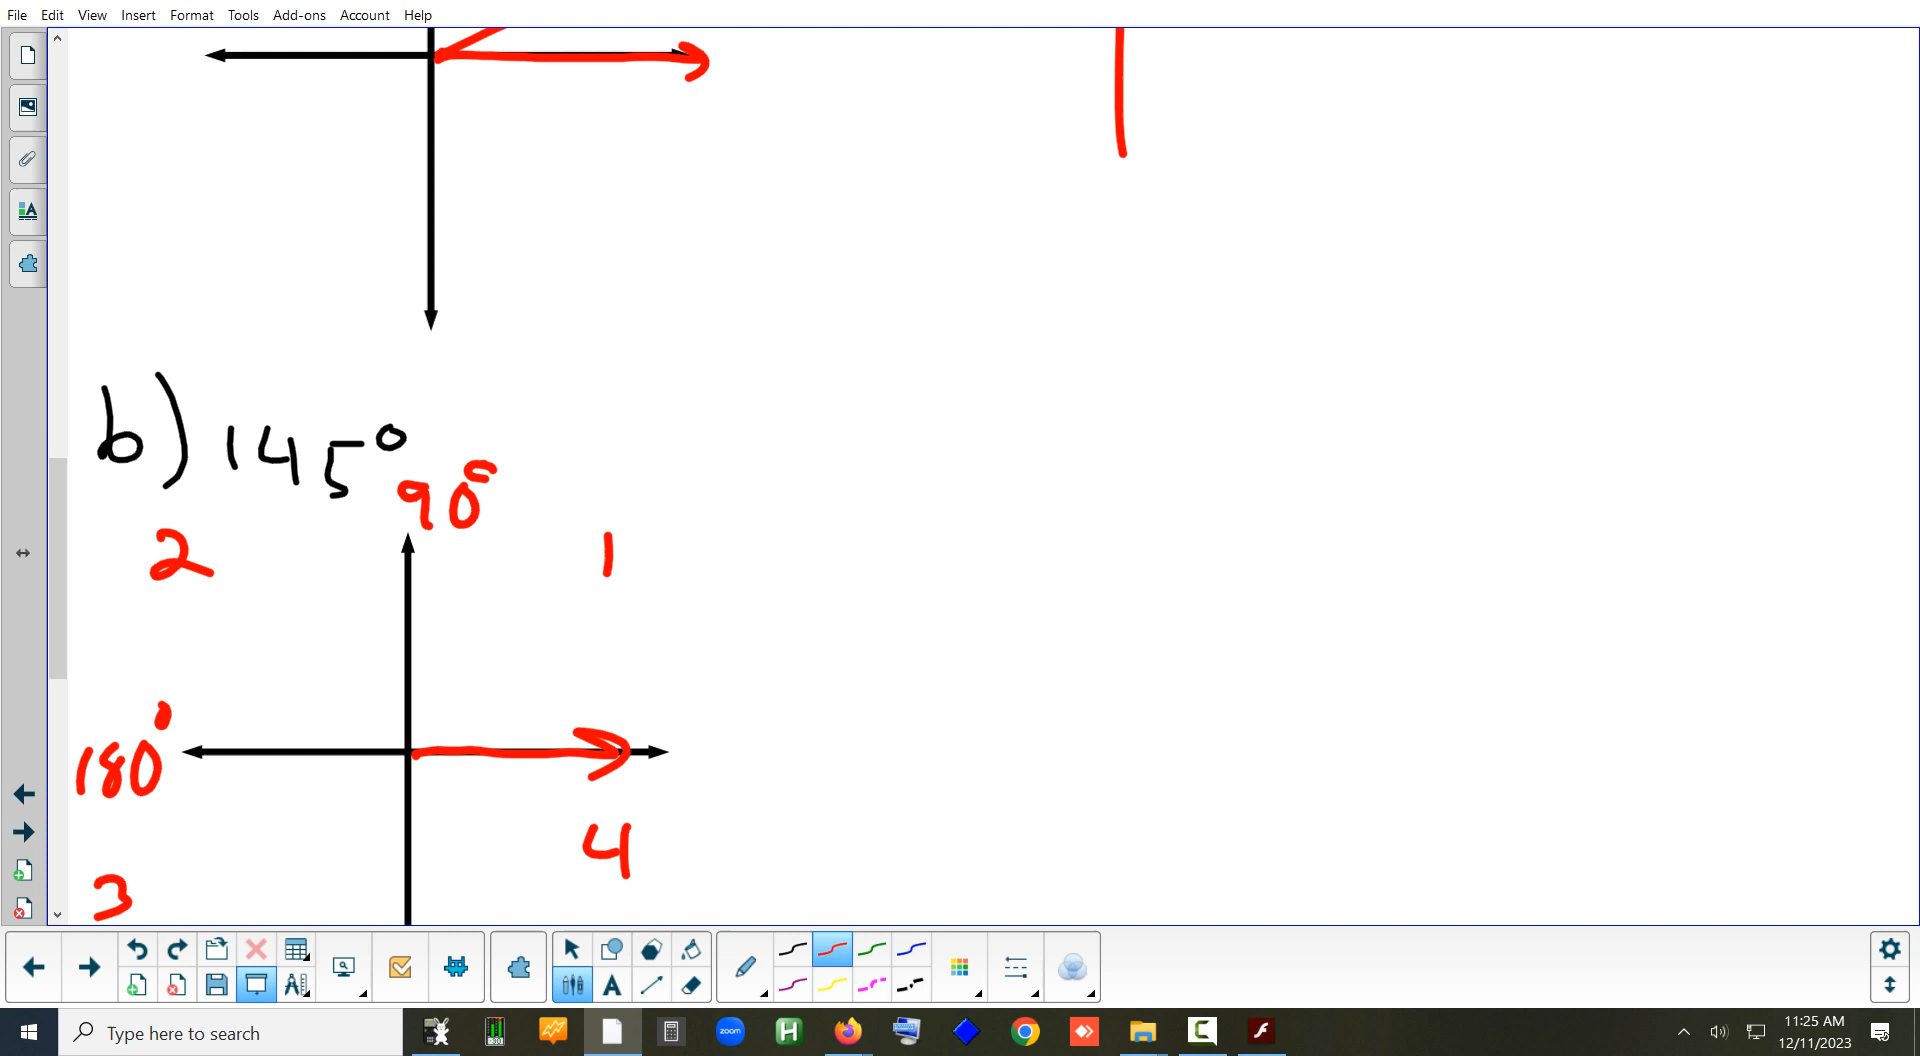 File Edit View Insert Format Tools Add-ons Account Help
b) 145°
90°
2 1
180°
4
3
Type here to search
zoom
11:25 AM
12/11/2023